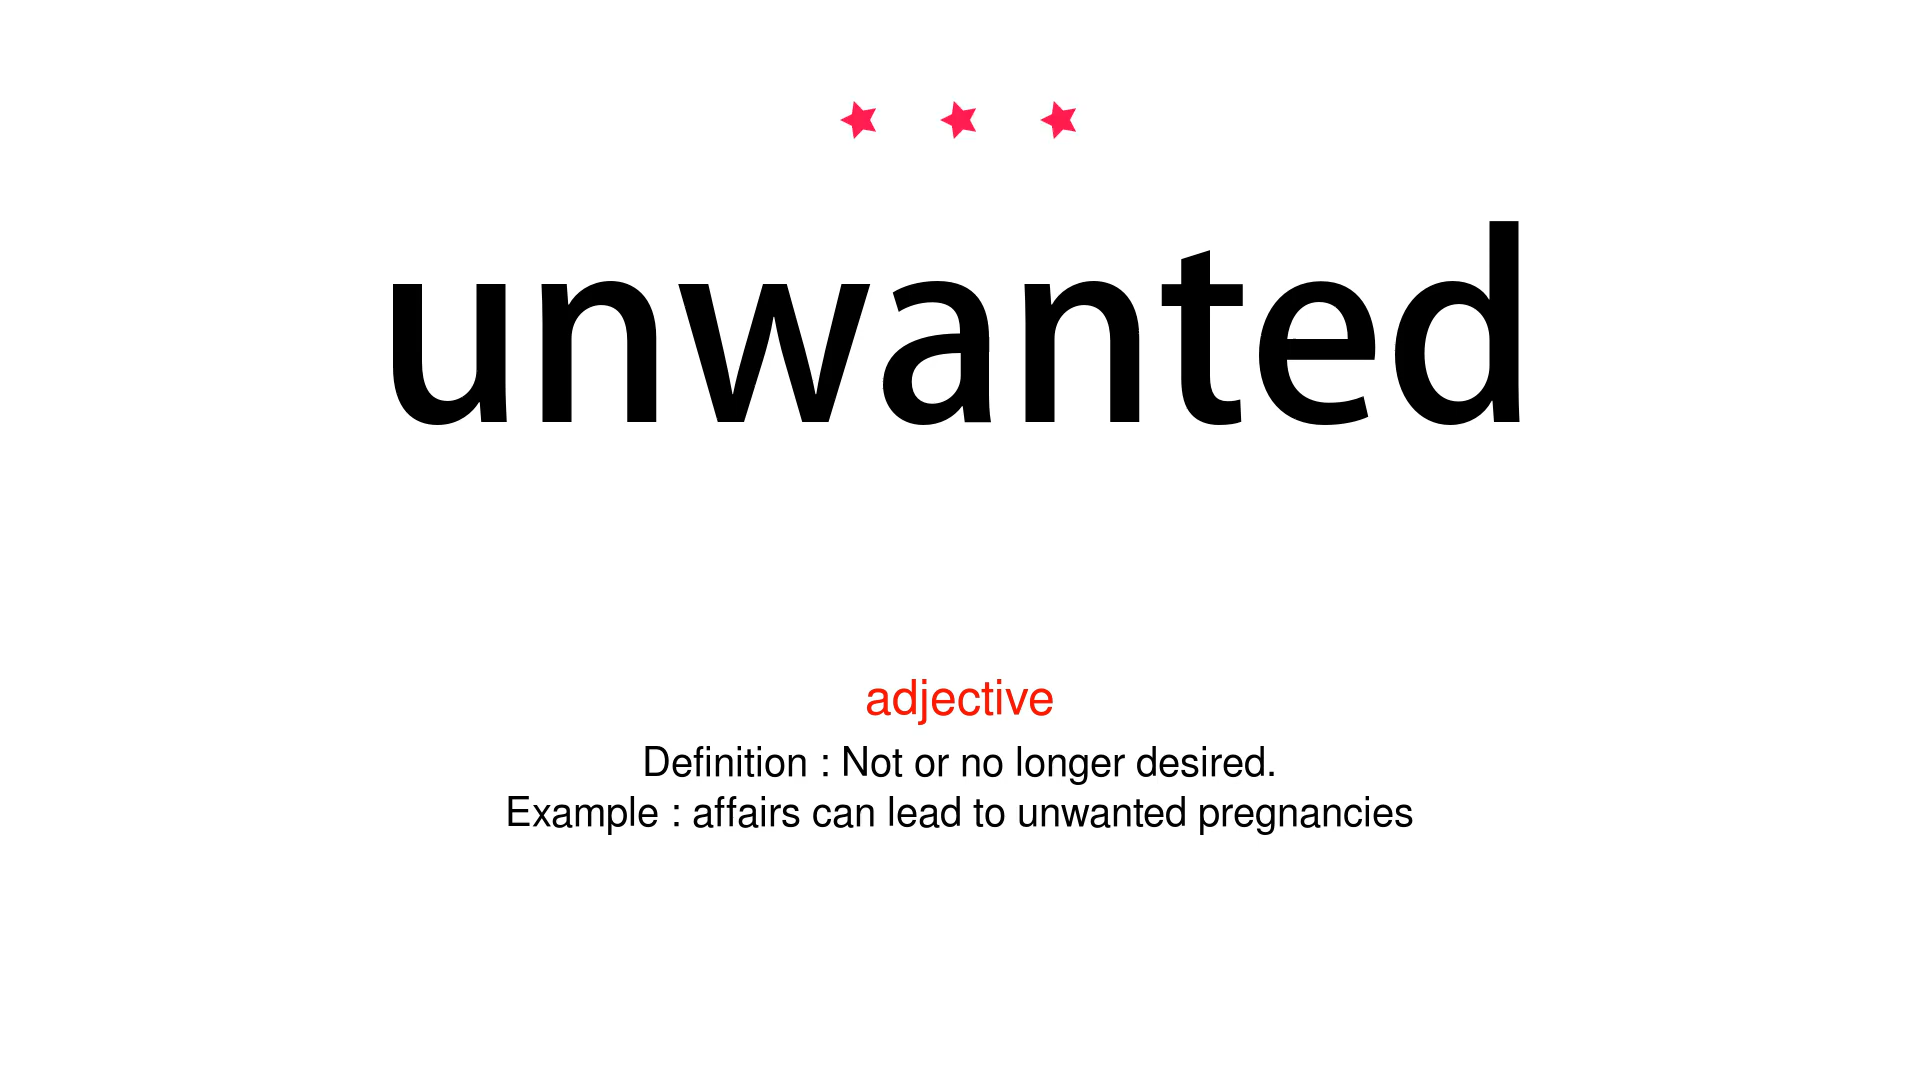 unwanted
adjective
Definition : Not or no longer desired.
Example : affairs can lead to unwanted pregnancies